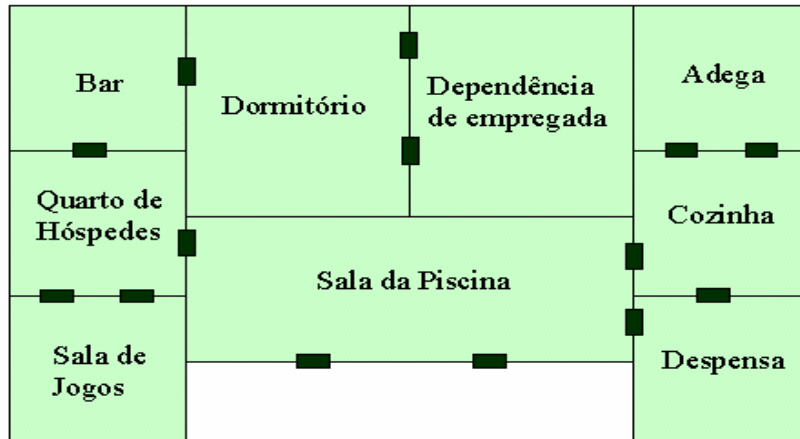 Bar
Dormitório
Dependência
de empregada
Adega
Quarto de
Hóspedes
Cozinha
Sala da Piscina
Sala de
Jogos
Despensa